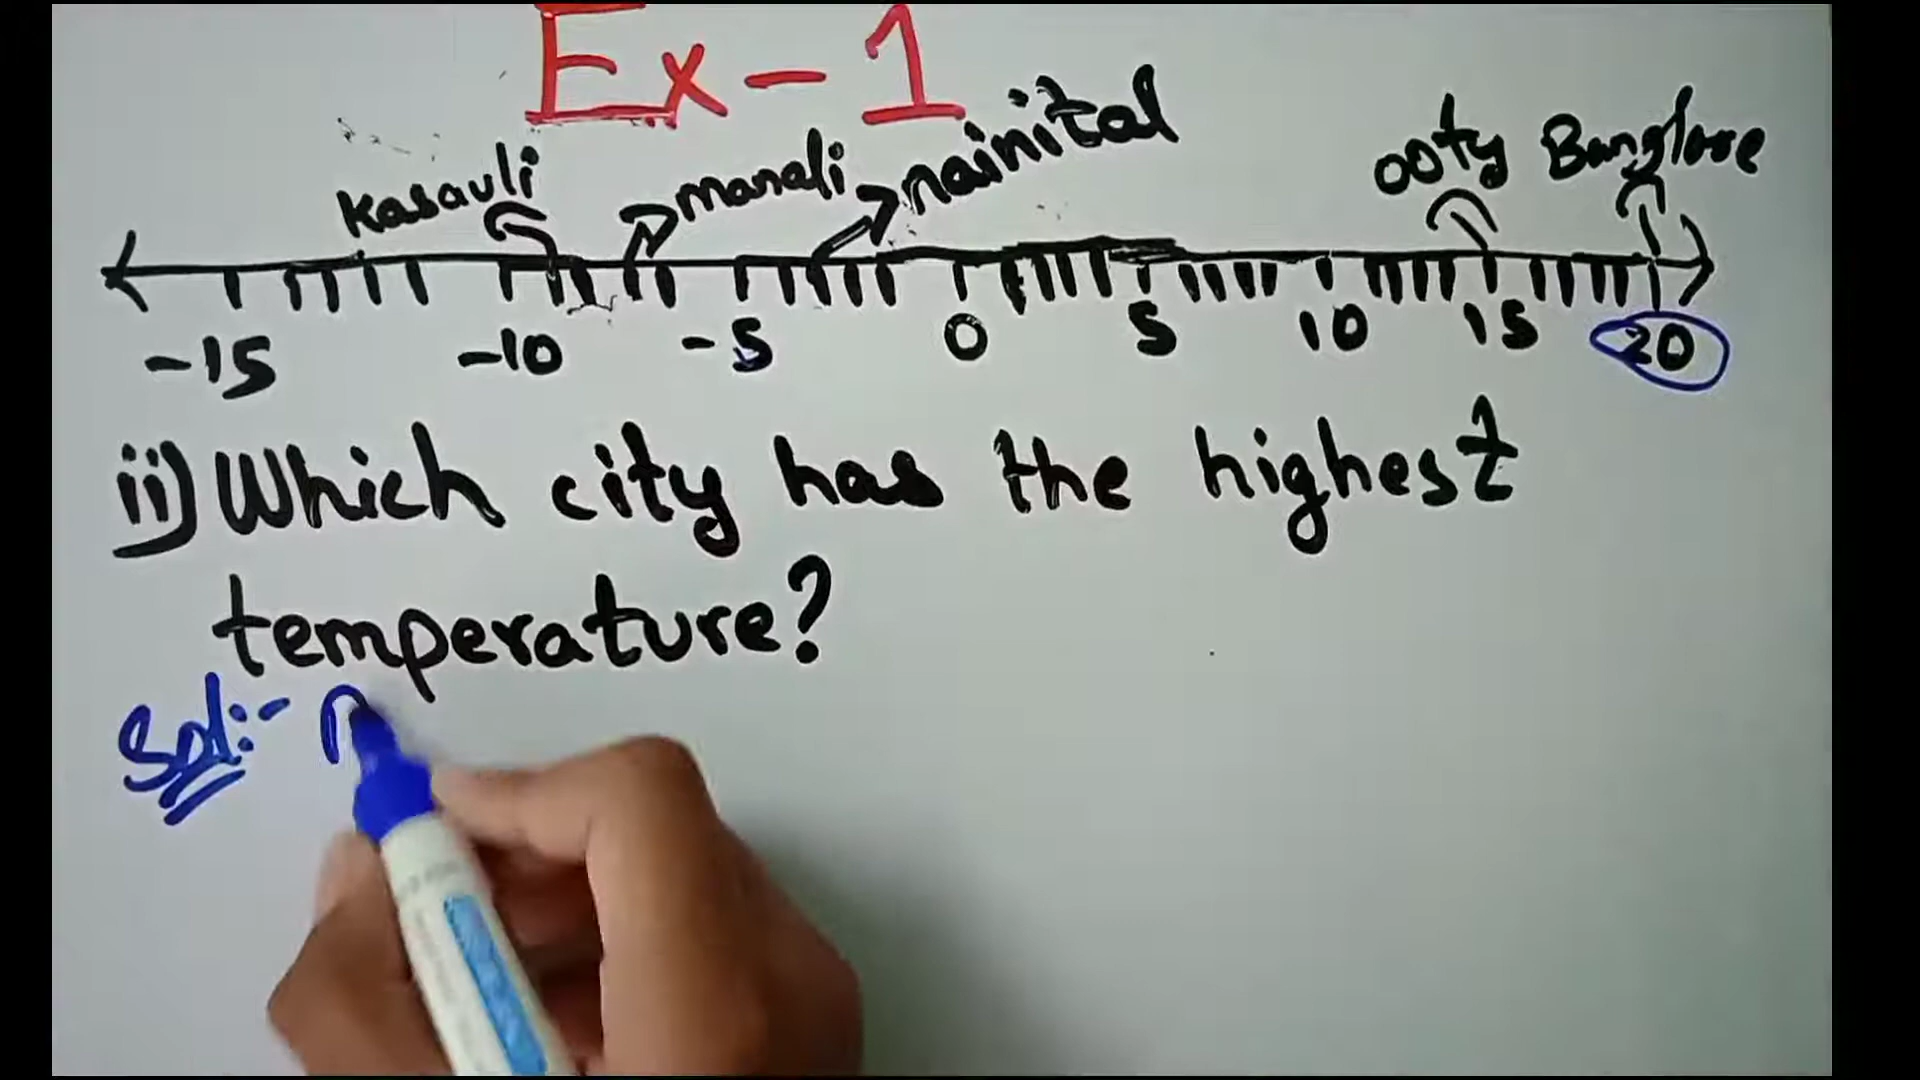 Ex-1
Kasauli manali nainital ooty Banglore
-15 -10 -5 0 5 10 15 20
ii) Which city has the highest
temperature?
Sol:-